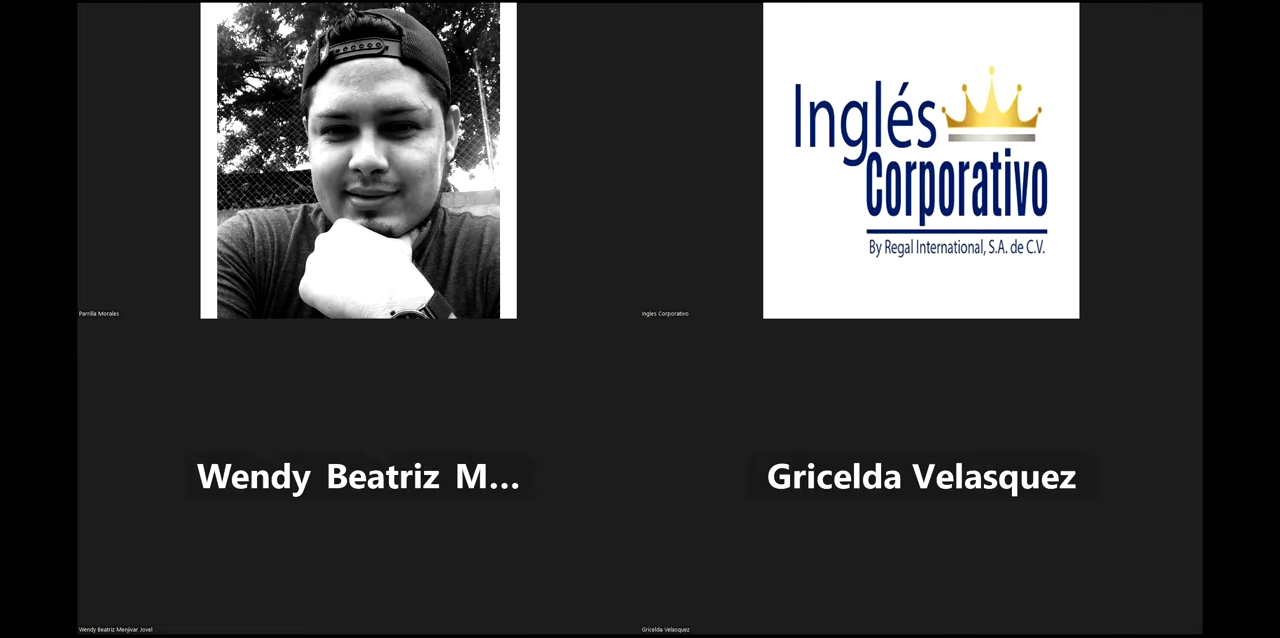 Inglés
Corporativo
By Regal International, S.A. de C.V.
Parrilla Morales
Ingles Corporativo
Wendy Beatriz M...
Gricelda Velasquez
Wendy Beatriz Menjivar Jovel
Gricelda Velasquez